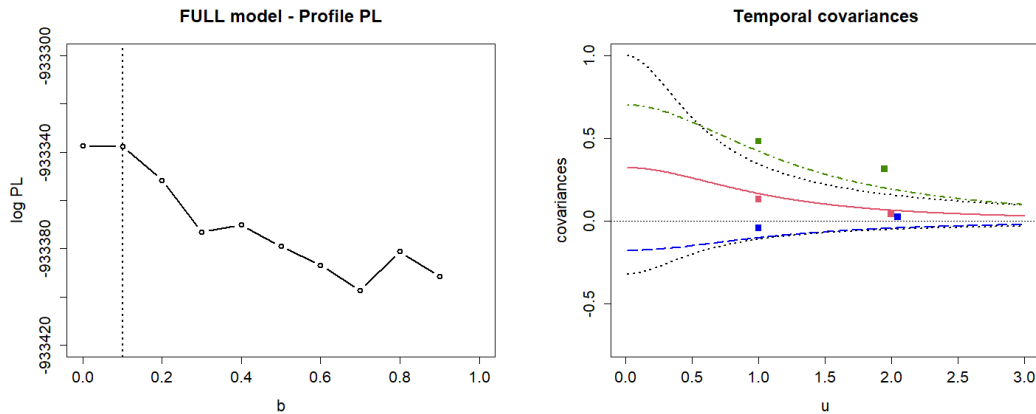 FULL model - Profile PL
log PL
-933300
-933340
-933380
-933420
0.0 0.2 0.4 0.6 0.8 1.0
b
Temporal covariances
covariances
1.0
0.5
0.0
-0.5
0.0 0.5 1.0 1.5 2.0 2.5 3.0
u